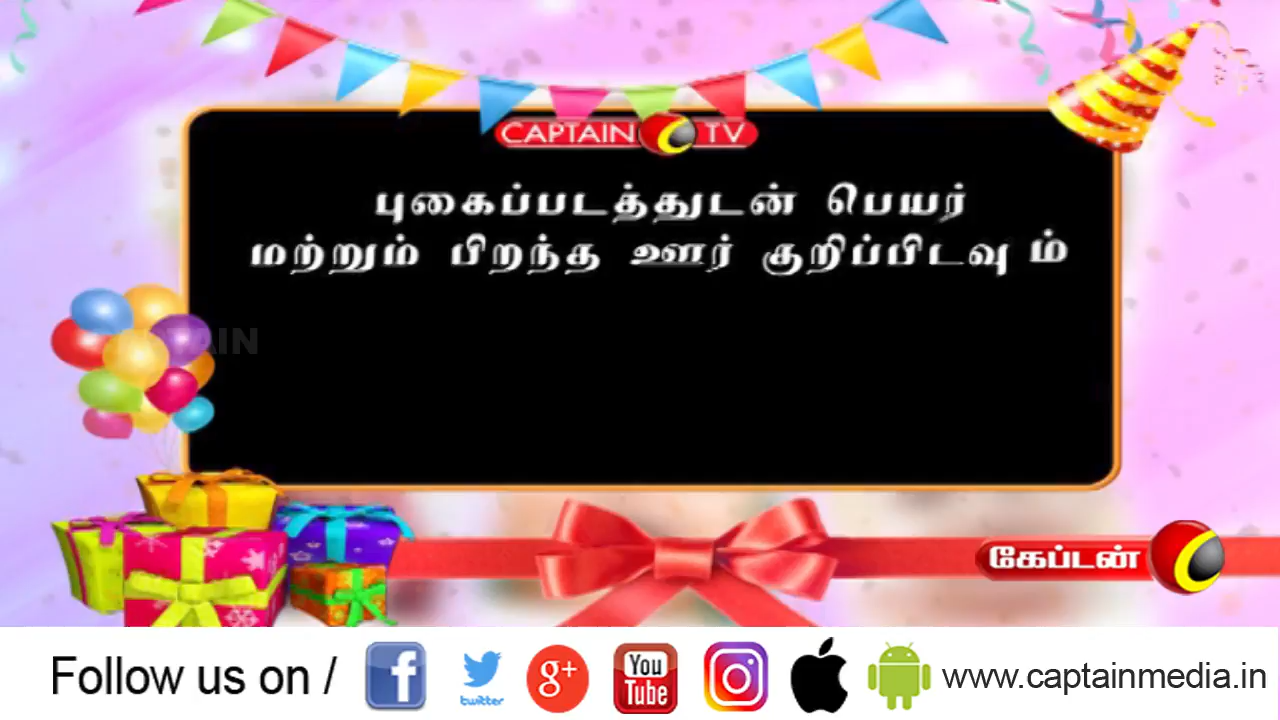 CAPTAIN TV
புகைப்படத்துடன் பெயர்
மற்றும் பிறந்த ஊர் குறிப்பிடவும்
CAPTAIN
கேப்டன்
Follow us on / f twitter g+ You Tube www.captainmedia.in